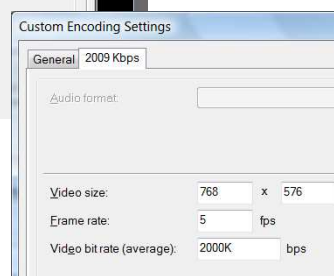 Custom Encoding Settings
General 2009 Kbps
Audio format:
Video size: 768 x 576
Frame rate: 5 fps
Video bit rate (average): 2000K bps